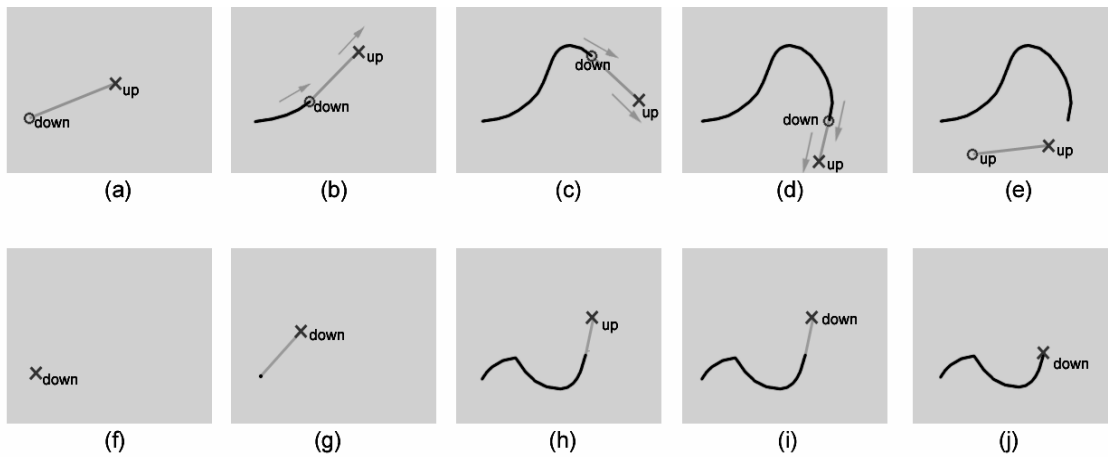 up
down
(a)
up
down
(b)
down
up
(c)
down
up
(d)
up
up
(e)
down
(f)
down
(g)
up
(h)
down
(i)
down
(j)